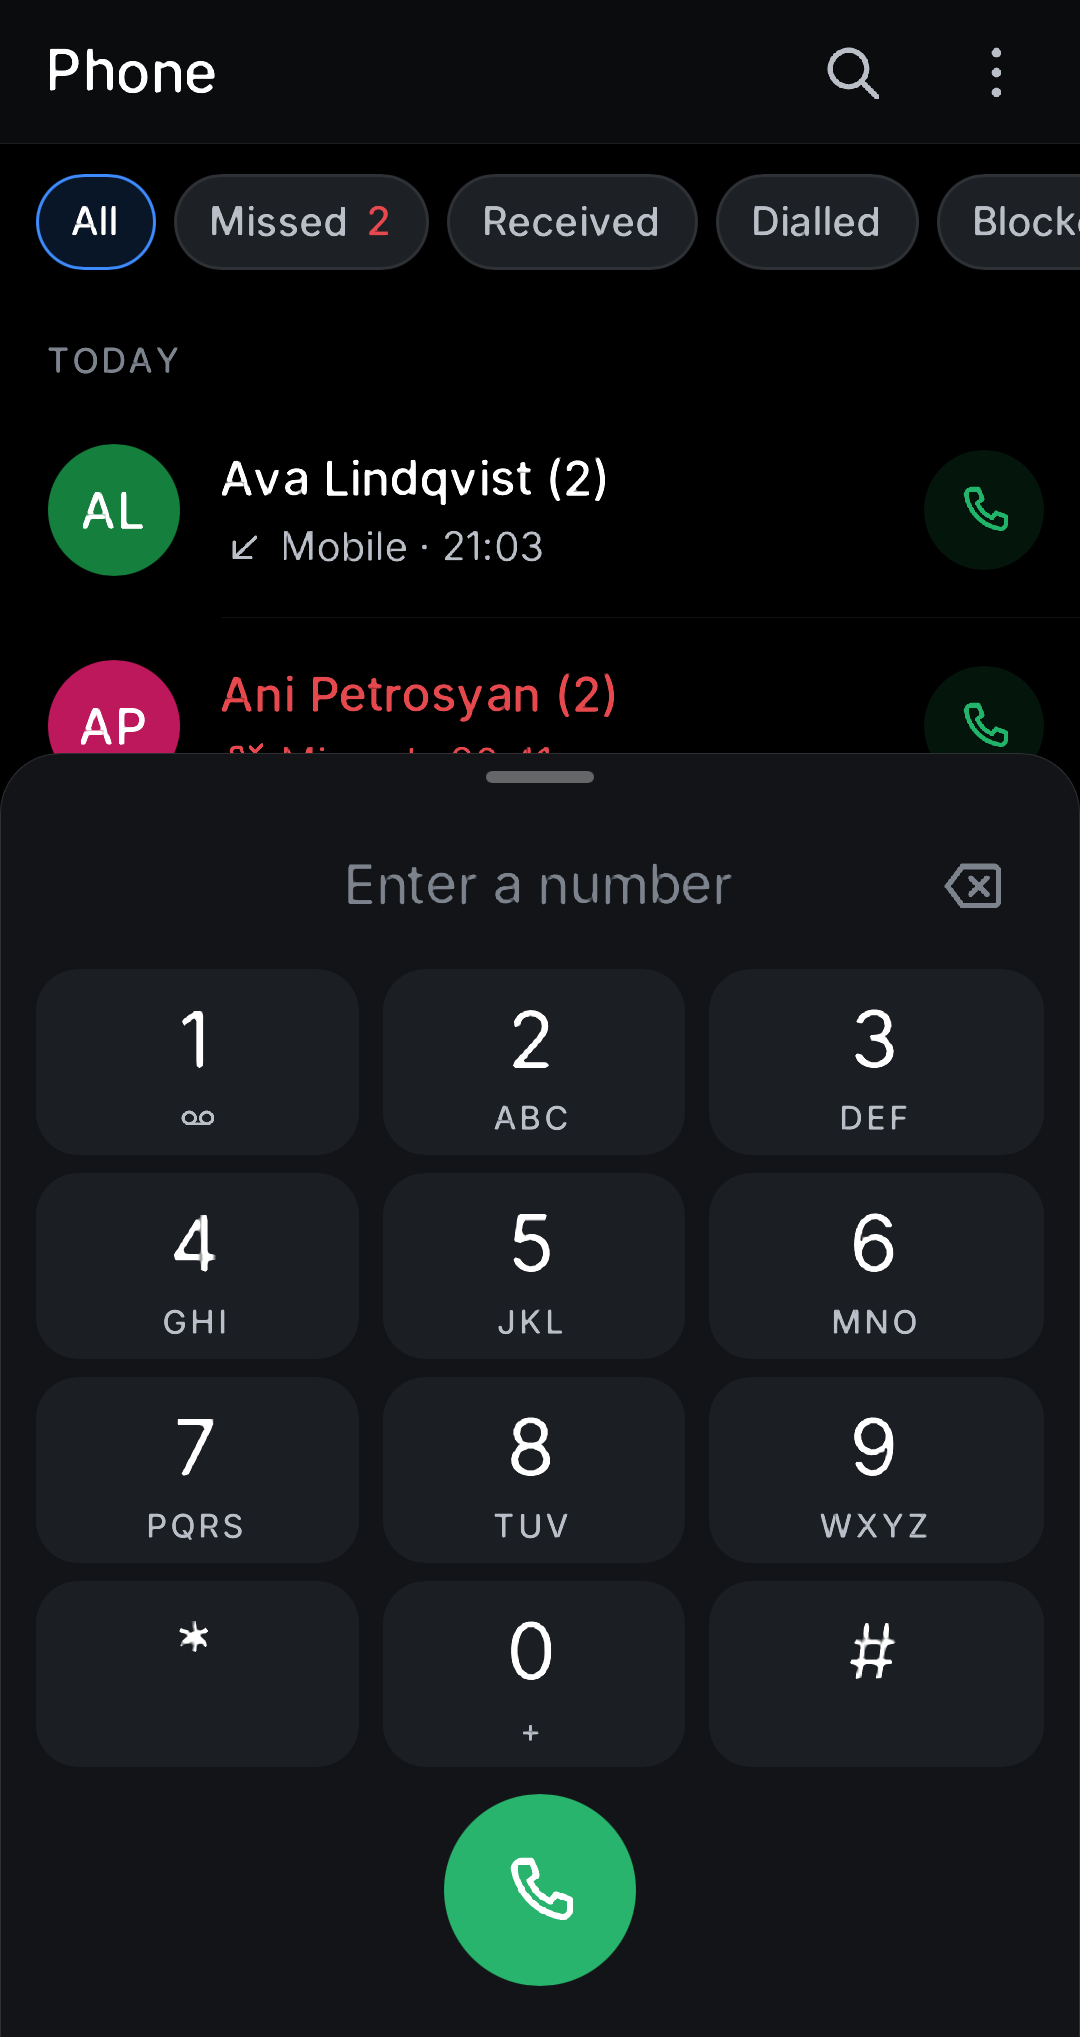 Phone
All Missed 2 Received Dialled
TODAY
AL Ava Lindqvist (2)
Mobile · 21:03
AP Ani Petrosyan (2)
Enter a number
1 2 3
ABC DEF
4 5 6
GHI JKL MNO
7 8 9
PQRS TUV WXYZ
* 0 #
+